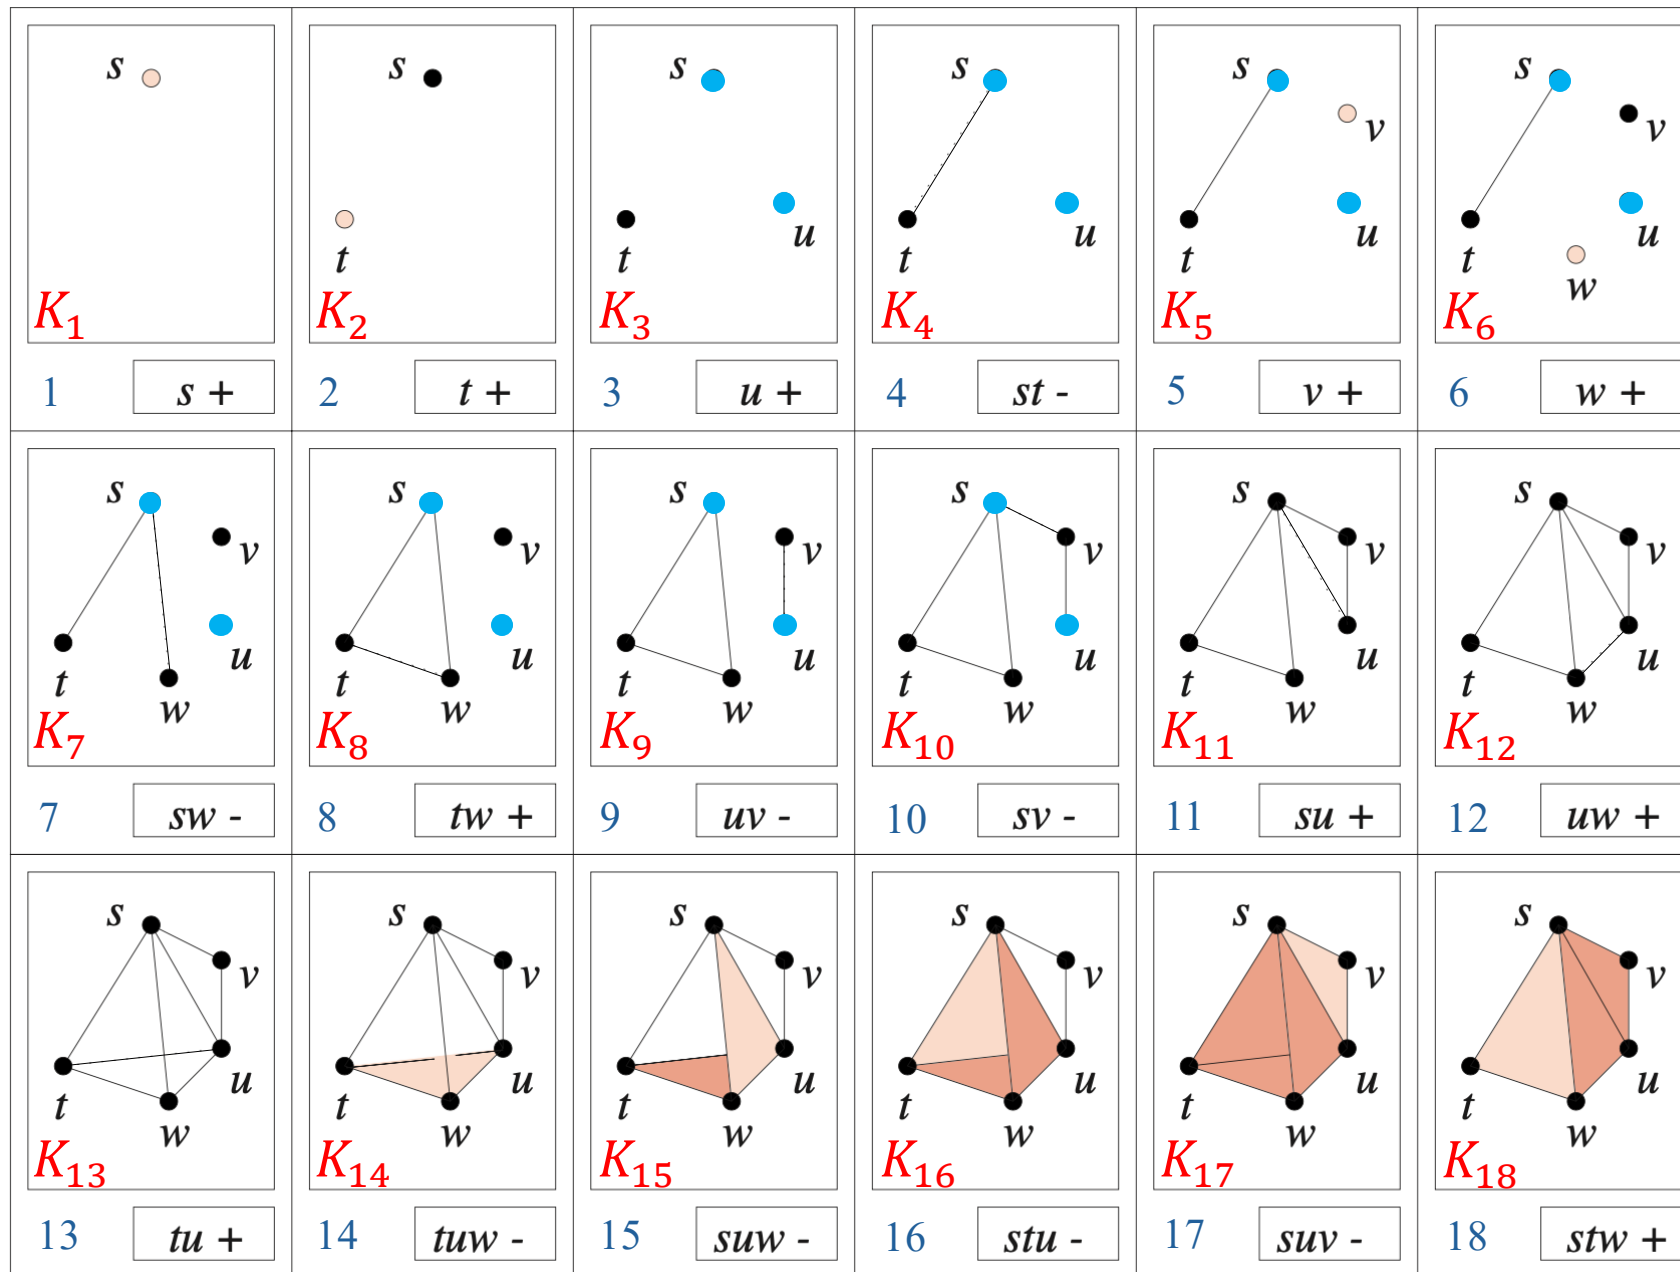 s s s s s s
v v
u u u u
t t t t t
w
K1 K2 K3 K4 K5 K6
1 s + 2 t + 3 u + 4 st - 5 v + 6 w +
s s s s s s
v v v v v v
u u u u u u
t t t t t t
w w w w w w
K7 K8 K9 K10 K11 K12
7 sw - 8 tw + 9 uv - 10 sv - 11 su + 12 uw +
s s s s s s
v v v v v v
u u u u u u
t t t t t t
w w w w w w
K13 K14 K15 K16 K17 K18
13 tu + 14 tuw - 15 suw - 16 stu - 17 suv - 18 stw +